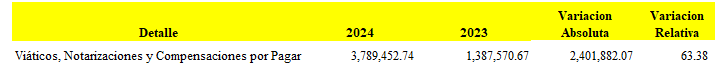 Detalle 2024 2023 Variacion Absoluta Variacion Relativa
Viáticos, Notarizaciones y Compensaciones por Pagar 3,789,452.74 1,387,570.67 2,401,882.07 63.38